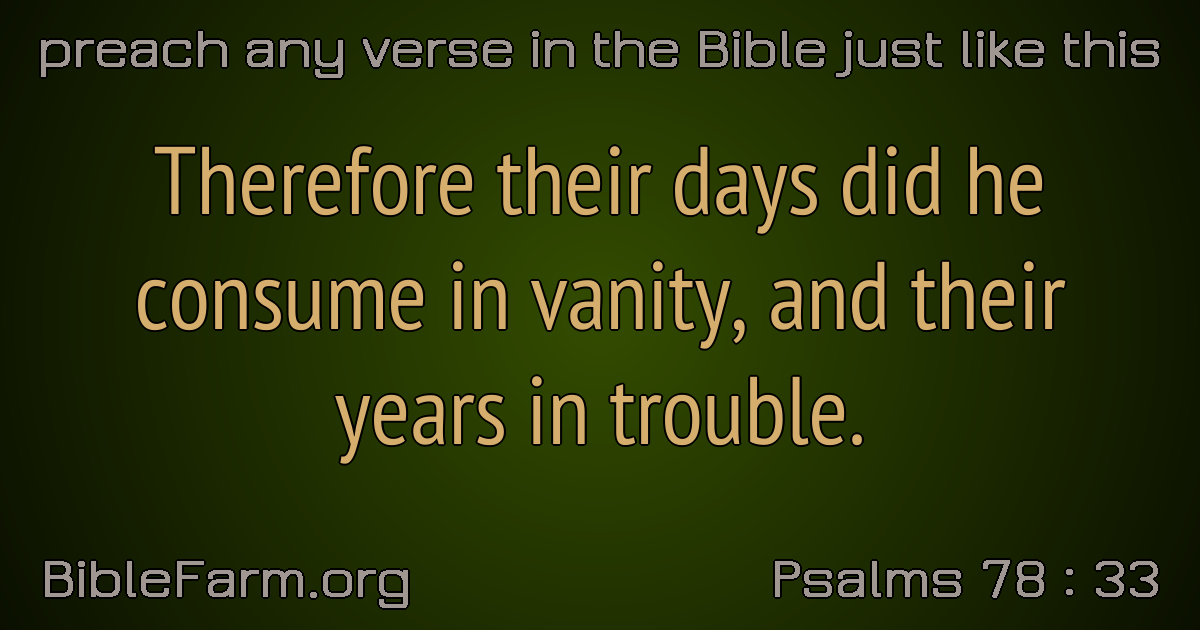 preach any verse in the Bible just like this
Therefore their days did he
consume in vanity, and their
years in trouble.
BibleFarm.org
Psalms 78 : 33